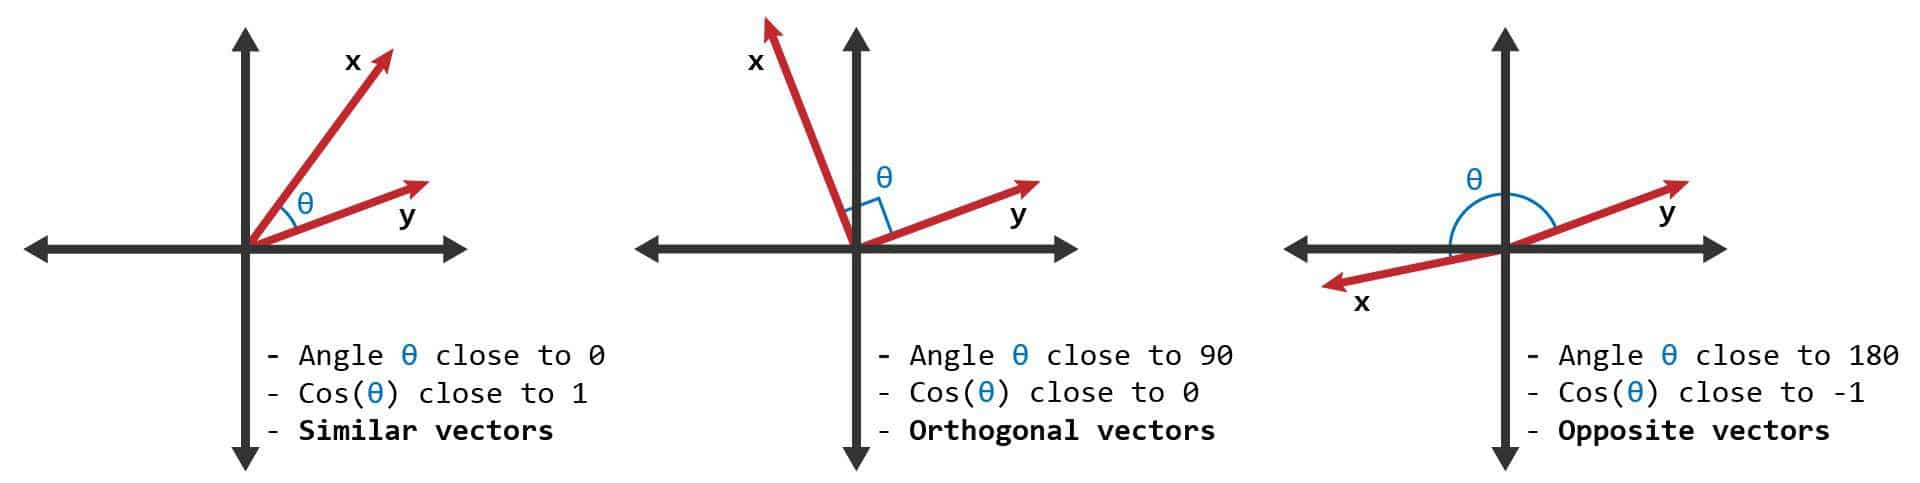 x
θ
y
- Angle θ close to 0
- Cos(θ) close to 1
- Similar vectors
x
θ
y
- Angle θ close to 90
- Cos(θ) close to 0
- Orthogonal vectors
θ
y
x
- Angle θ close to 180
- Cos(θ) close to -1
- Opposite vectors